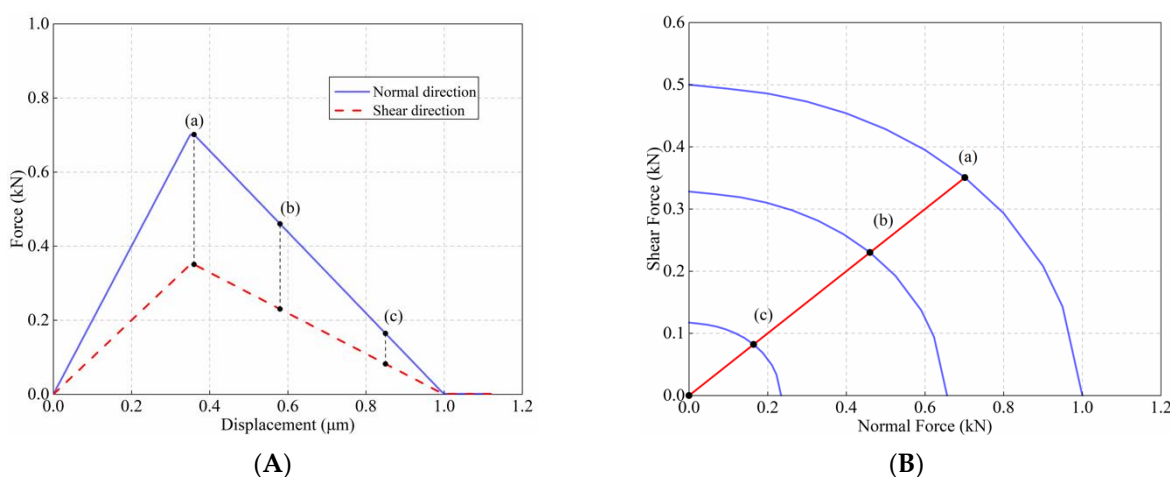 1.0
0.8
0.6
0.4
0.2
0.0
Force (kN)
(a)
(b)
(c)
Normal direction
Shear direction
0.0 0.2 0.4 0.6 0.8 1.0 1.2
Displacement (μm)
(A)
0.6
0.5
0.4
0.3
0.2
0.1
0.0
Shear Force (kN)
(a)
(b)
(c)
0.0 0.2 0.4 0.6 0.8 1.0 1.2
Normal Force (kN)
(B)